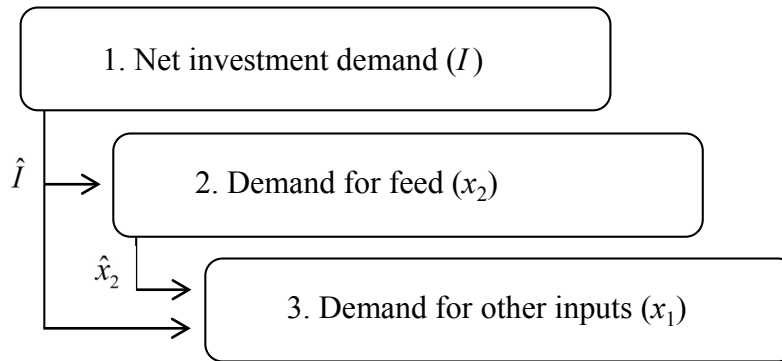 1. Net investment demand (I)
Î
2. Demand for feed (x₂)
x̂₂
3. Demand for other inputs (x₁)